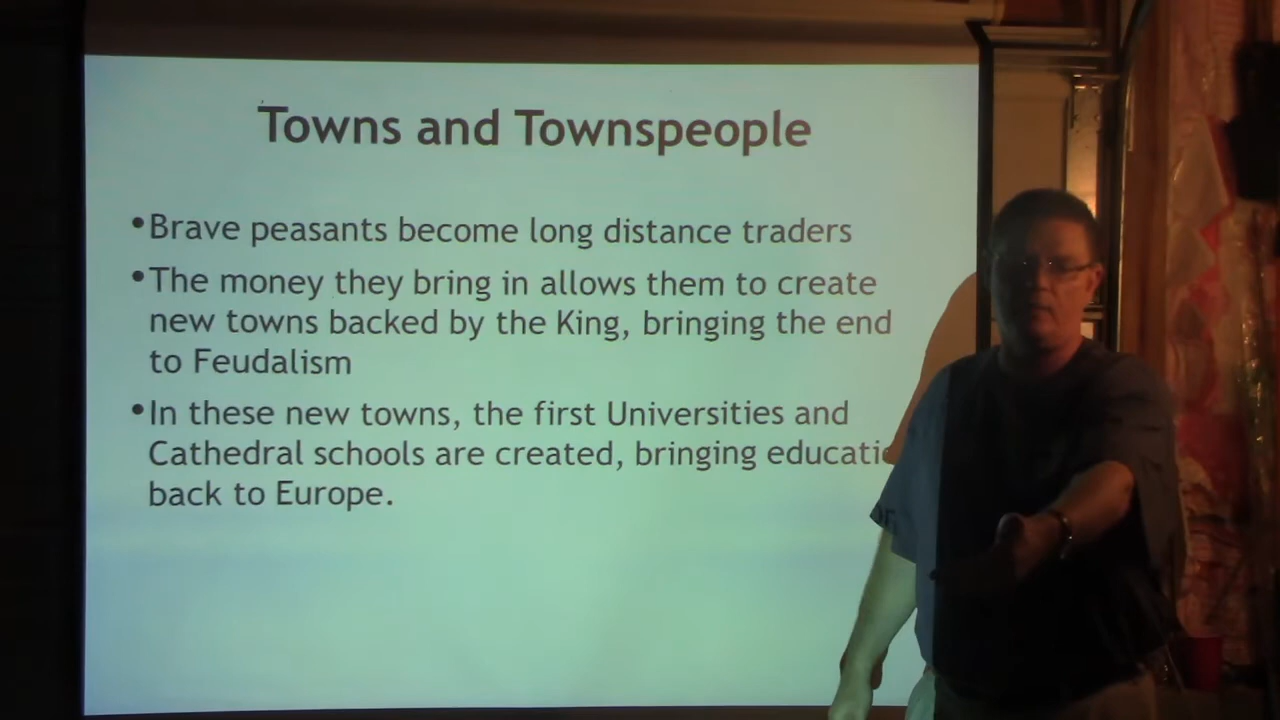 Towns and Townspeople
•Brave peasants become long distance traders
•The money they bring in allows them to create
new towns backed by the King, bringing the end
to Feudalism
•In these new towns, the first Universities and
Cathedral schools are created, bringing educatio
back to Europe.